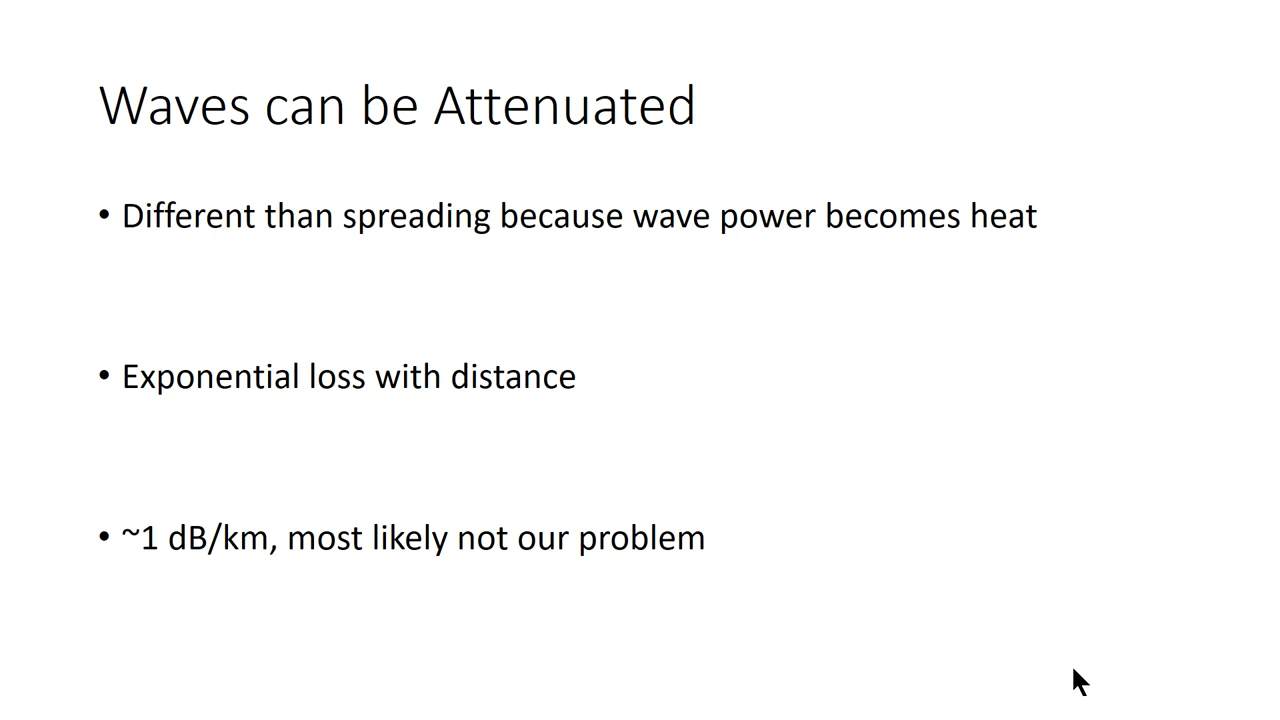 Waves can be Attenuated
• Different than spreading because wave power becomes heat
• Exponential loss with distance
• ~1 dB/km, most likely not our problem